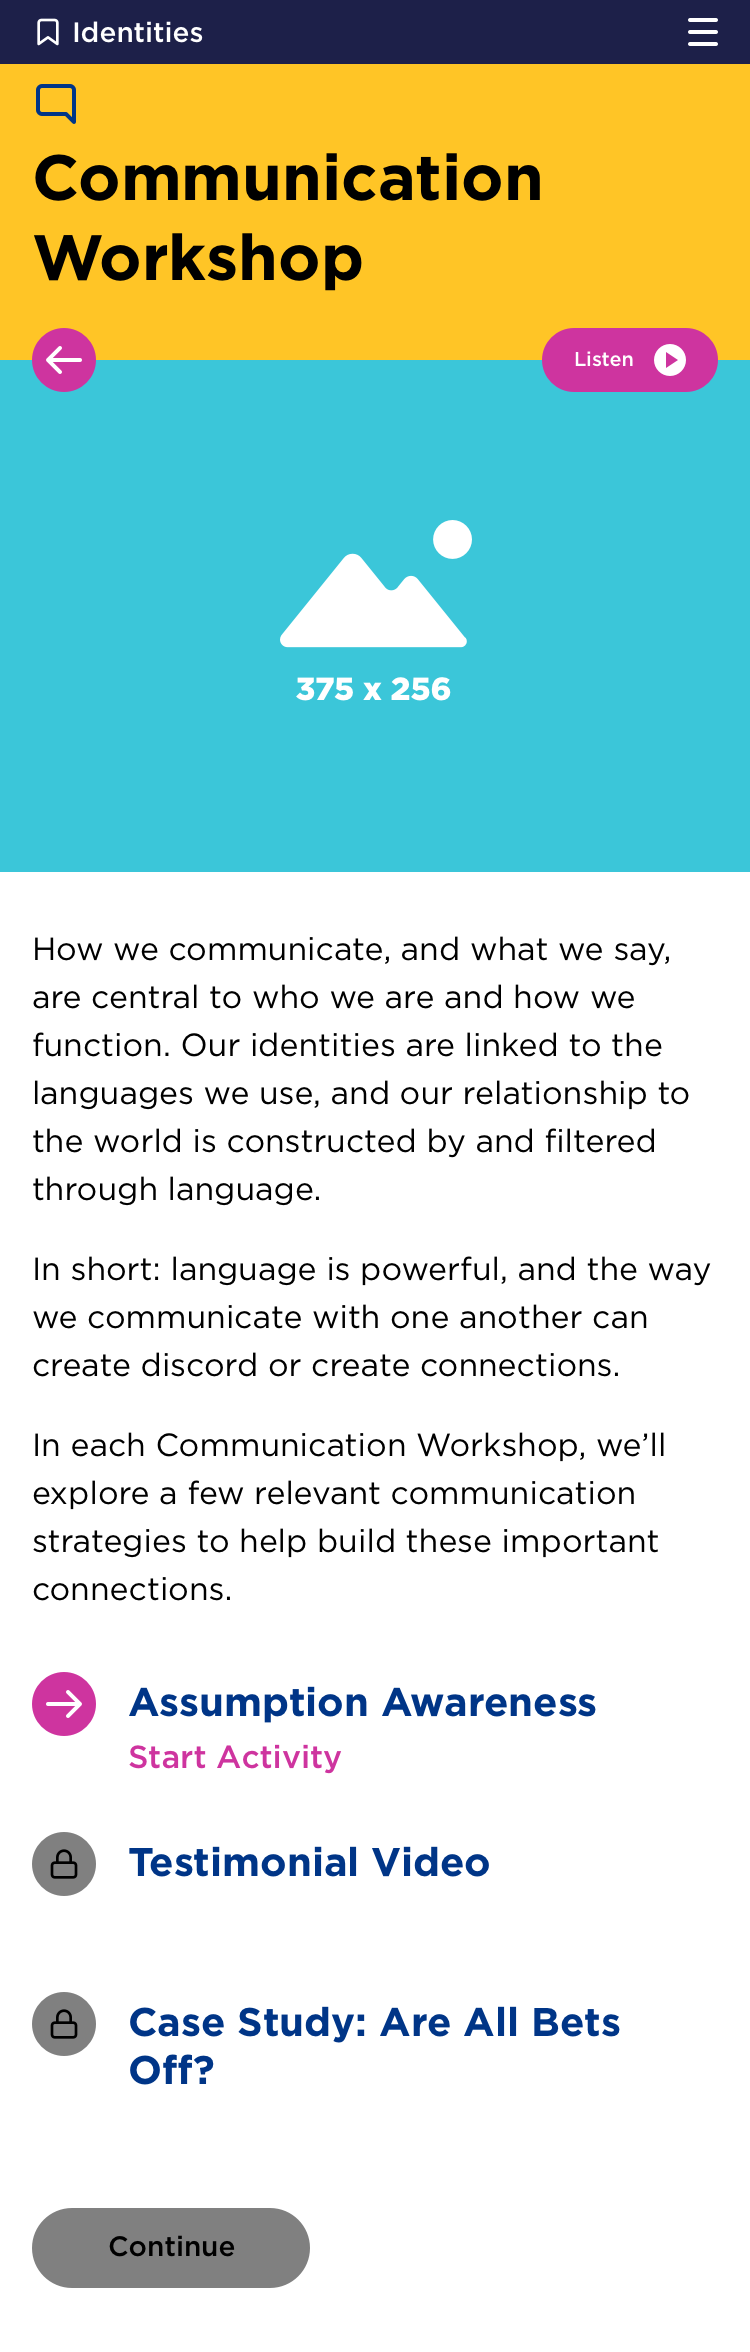 Identities
Communication
Workshop
Listen
375 x 256
How we communicate, and what we say,
are central to who we are and how we
function. Our identities are linked to the
languages we use, and our relationship to
the world is constructed by and filtered
through language.
In short: language is powerful, and the way
we communicate with one another can
create discord or create connections.
In each Communication Workshop, we’ll
explore a few relevant communication
strategies to help build these important
connections.
Assumption Awareness
Start Activity
Testimonial Video
Case Study: Are All Bets
Off?
Continue